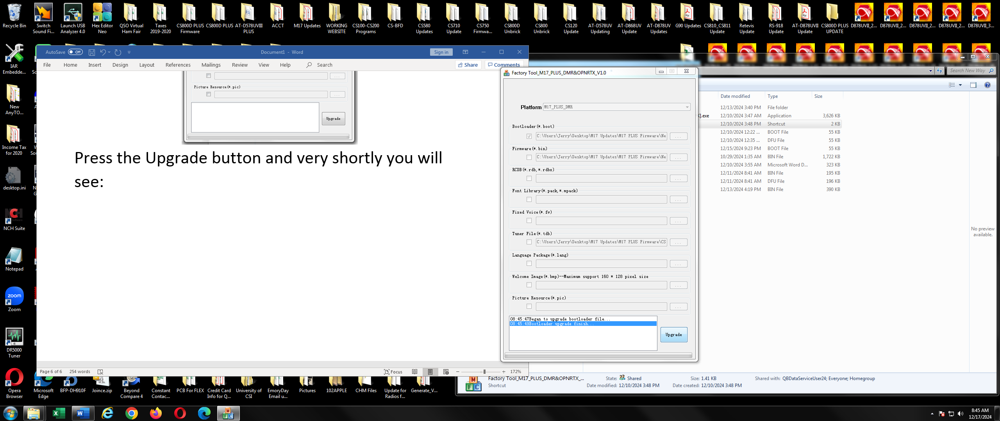 Recycle Bin
Switch Sound Fi...
Launch USB Analyzer 4.0
Hex Editor Neo
QSO Virtual Ham Fair
Taxes 2019-2020
CS800D PLUS Firmware
CS800D PLUS
AT-D578UVIII PLUS
ACCT
M17 Updates
WORKING WEBSITE
CS100-CS200 Programs
CS-BFD
CS580 Updates
CS710 Update
CS750 Firmwa...
CS800D Unbrick
CS800 Unbrick
CS120 Update
AT-D578UV Updating
AT-D868UV Update
AT-D878UV Updates
G90 Updates
CS810_CS811 Update
Retevis Update
RS-918 Update
AT-D878UVII Update
CS800D PLUS UPDATE
D878UVII_2...
D878UVII_2...
D878UVII_2...
D878UVII_2...
D878UVII_3...
IAR Embedde...
New AnyTO...
Income Tax for 2020
desktop.ini
NCH Suite
Notepad
Zoom
DR5000 Tuner
Opera Browser
Microsoft Edge
BFP-DH910F
Joince.zip
Beyond Compare 4
Constant Contac...
PCB For FLEX
Credit Card Info for Q...
University of CSI
EmoryDay Email u...
Pictures
102APPLE
CHM Files
Update for Radios f...
Generate_V...
AutoSave Off
Document1 - Word
Sign in
File Home Insert Design Layout References Mailings Review View Help Search
Share Comments
...
Picture Resource(*.pic)
...
Upgrade
Press the Upgrade button and very shortly you will
see:
Page 6 of 6 254 words Focus 172%
Factory Tool_M17_PLUS_DMR&OPNRTX_V1.0
Platform M17_PLUS_DMR
Bootloader(*.boot)
C:\Users\Jerry\Desktop\M17 Updates\M17 PLUS Firmware\Ne ...
Firmware(*.bin)
C:\Users\Jerry\Desktop\M17 Updates\M17 PLUS Firmware\Ne ...
RCDB(*.rdb,*.rdbx)
...
Font Library(*.pack,*.mpack)
...
Fixed Voice(*.fv)
...
Tuner File(*.tdb)
C:\Users\Jerry\Desktop\M17 Updates\M17 PLUS Firmware\CS ...
Language Package(*.lang)
...
Welcome Image(*.bmp)--Maximum support 160 * 128 pixel size
...
Picture Resource(*.pic)
...
08:45:47Began to upgrade bootloader file...
08:45:49Bootloader upgrade finish...
Upgrade
Search New Way
Date modified Type Size
12/13/2024 3:40 PM File folder
].exe 12/10/2024 3:47 AM Application 3,626 KB
12/10/2024 3:48 PM Shortcut 2 KB
12/10/2024 12:22 ... BOOT File 55 KB
12/10/2024 12:35 ... DFU File 55 KB
12/15/2024 9:23 PM BOOT File 55 KB
10/29/2024 1:35 AM BIN File 1,722 KB
12/10/2024 3:55 AM Microsoft Word D... 323 KB
12/11/2024 8:41 AM BIN File 195 KB
12/11/2024 8:41 AM DFU File 196 KB
12/13/2024 4:19 PM BIN File 390 KB
No preview available.
Factory Tool_M17_PLUS_DMR&OPNRTX_...
Shortcut
State: Shared
Date modified: 12/10/2024 3:48 PM
Size: 1.41 KB
Date created: 12/10/2024 3:48 PM
Shared with: QBDataServiceUser24; Everyone; Homegroup
8:45 AM
12/17/2024